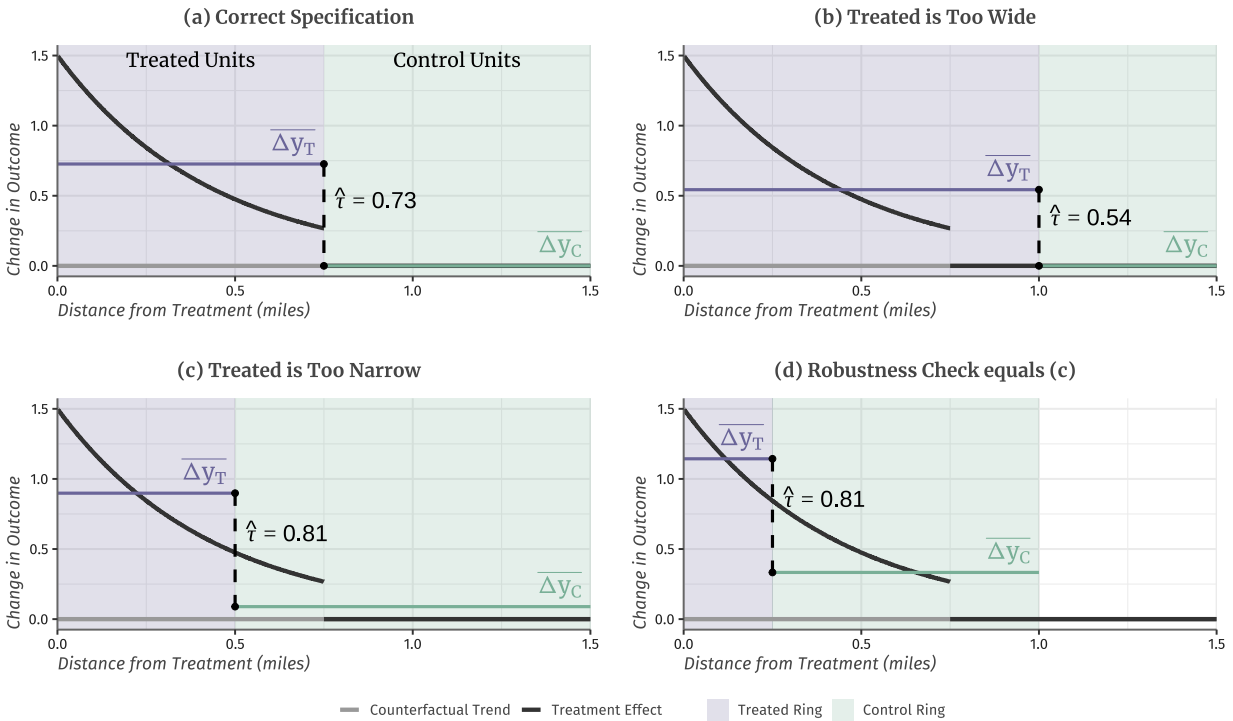 (a) Correct Specification
Treated Units
Control Units
Δy_T
τ̂ = 0.73
Δy_C
Change in Outcome
1.5
1.0
0.5
0.0
0.0 0.5 1.0 1.5
Distance from Treatment (miles)
(b) Treated is Too Wide
Δy_T
τ̂ = 0.54
Δy_C
Change in Outcome
1.5
1.0
0.5
0.0
0.0 0.5 1.0 1.5
Distance from Treatment (miles)
(c) Treated is Too Narrow
Δy_T
τ̂ = 0.81
Δy_C
Change in Outcome
1.5
1.0
0.5
0.0
0.0 0.5 1.0 1.5
Distance from Treatment (miles)
(d) Robustness Check equals (c)
Δy_T
τ̂ = 0.81
Δy_C
Change in Outcome
1.5
1.0
0.5
0.0
0.0 0.5 1.0 1.5
Distance from Treatment (miles)
Counterfactual Trend Treatment Effect Treated Ring Control Ring